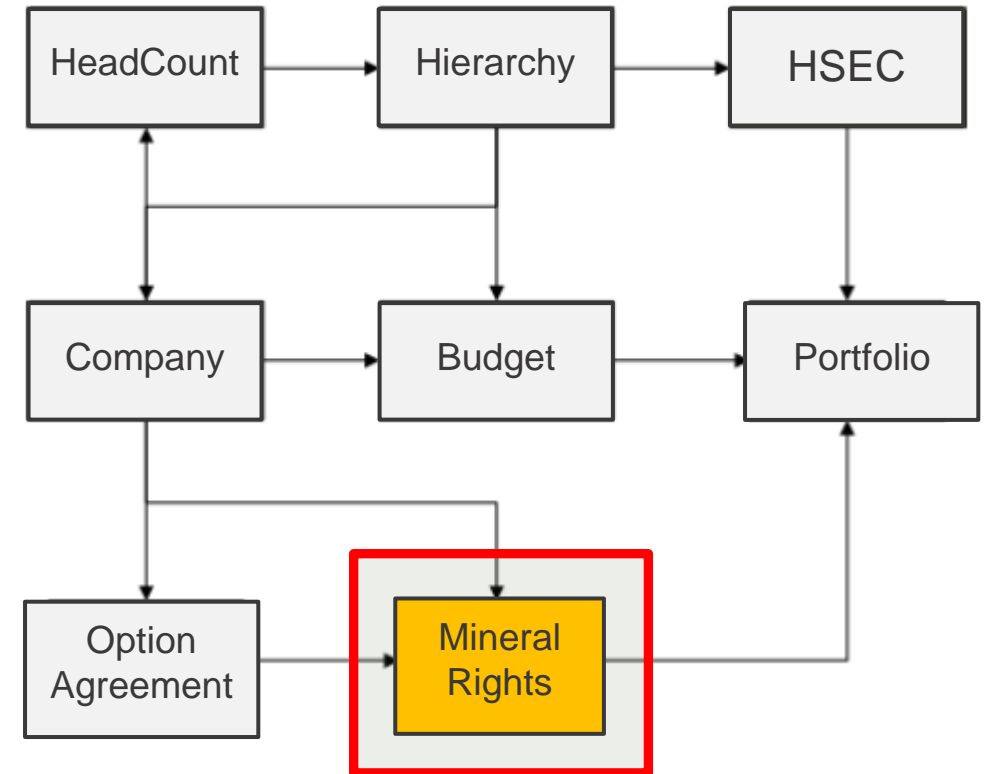 HeadCount
Hierarchy
HSEC
Company
Budget
Portfolio
Option
Agreement
Mineral
Rights